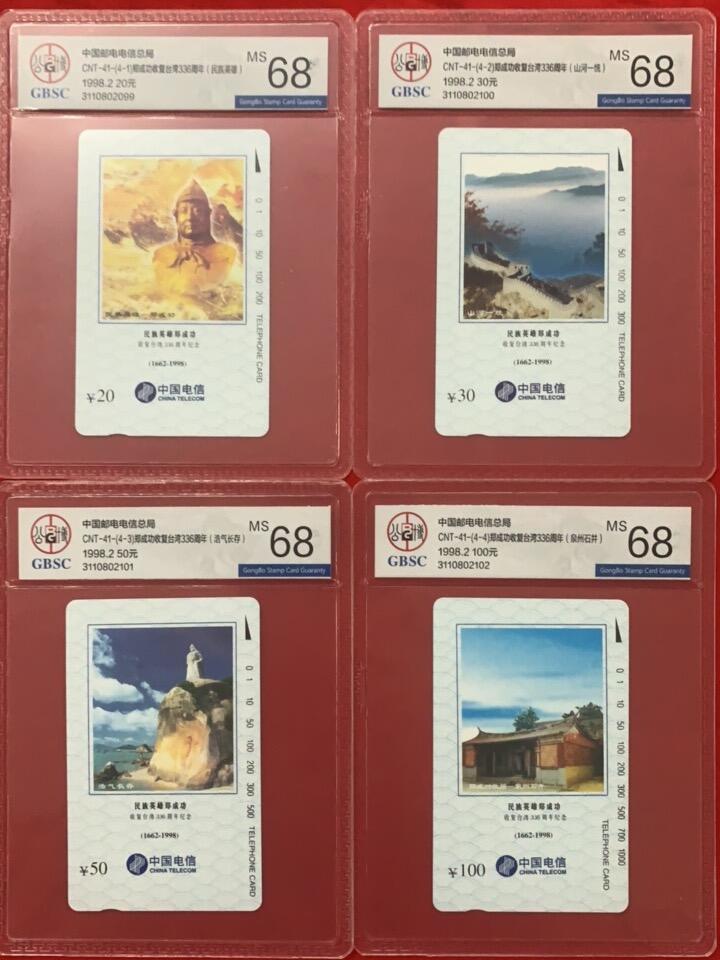 中国邮电电信总局
CNT-41-(4-1)郑成功收复台湾336周年(民族英雄)
1998.2 20元
3110802099
GBSC
MS 68
GongBo Stamp Card Guaranty
0 1 10 50 100 200 TELEPHONE CARD
民族英雄—郑成功
民族英雄郑成功
收复台湾336周年纪念
(1662-1998)
¥20
中国电信
CHINA TELECOM
中国邮电电信总局
CNT-41-(4-2)郑成功收复台湾336周年(山河一统)
1998.2 30元
3110802100
GBSC
MS 68
GongBo Stamp Card Guaranty
0 1 10 50 100 200 300 TELEPHONE CARD
山河一统
民族英雄郑成功
收复台湾336周年纪念
(1662-1998)
¥30
中国电信
CHINA TELECOM
中国邮电电信总局
CNT-41-(4-3)郑成功收复台湾336周年(浩气长存)
1998.2 50元
3110802101
GBSC
MS 68
GongBo Stamp Card Guaranty
0 1 10 50 100 200 300 500 TELEPHONE CARD
浩气长存
民族英雄郑成功
收复台湾336周年纪念
(1662-1998)
¥50
中国电信
CHINA TELECOM
中国邮电电信总局
CNT-41-(4-4)郑成功收复台湾336周年(泉州石井)
1998.2 100元
3110802102
GBSC
MS 68
GongBo Stamp Card Guaranty
0 1 10 50 100 200 300 500 700 1000
TELEPHONE CARD
民族英雄郑成功
收复台湾336周年纪念
(1662-1998)
¥100
中国电信
CHINA TELECOM